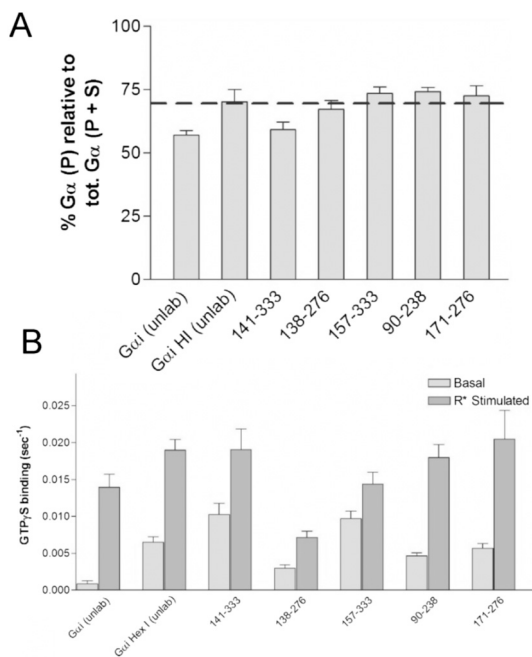 A
% Gα (P) relative to
tot. Gα (P + S)
100
75
50
25
0
Gαi (unlab)
Gαi HI (unlab)
141-333
138-276
157-333
90-238
171-276
B
Basal
R* Stimulated
GTPγS binding (sec⁻¹)
0.025
0.020
0.015
0.010
0.005
0.000
Gαi (unlab)
Gαi Hex I (unlab)
141-333
138-276
157-333
90-238
171-276